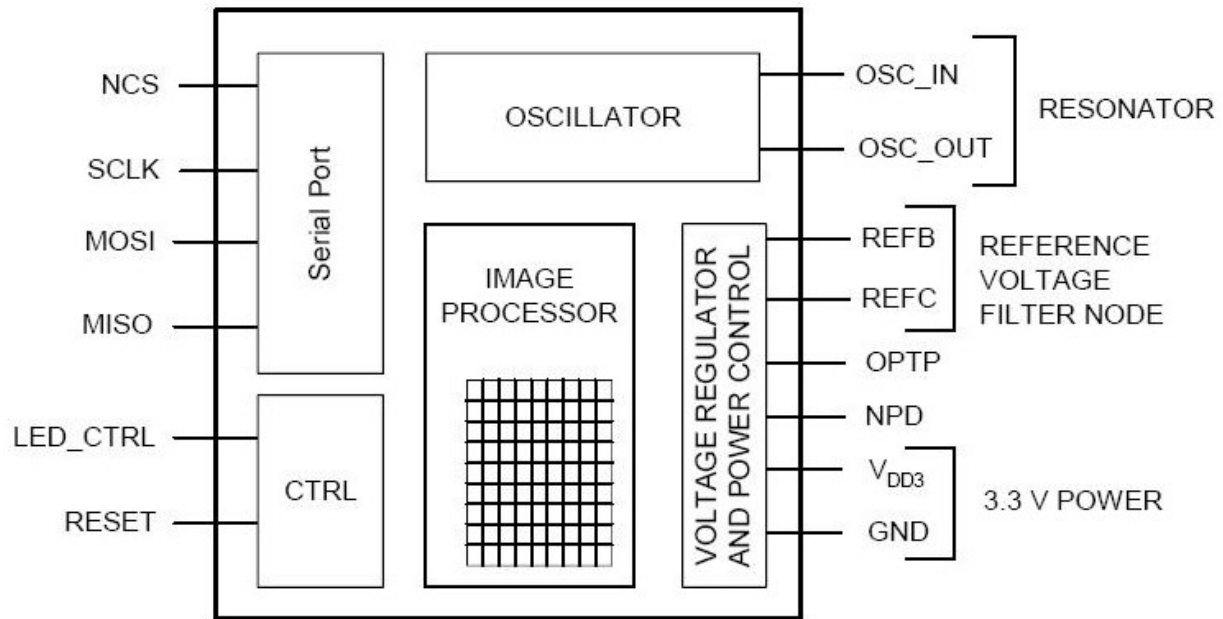 NCS
SCLK
MOSI
MISO
LED_CTRL
RESET
Serial Port
CTRL
OSCILLATOR
IMAGE
PROCESSOR
VOLTAGE REGULATOR
AND POWER CONTROL
OSC_IN
OSC_OUT
RESONATOR
REFB
REFC
REFERENCE
VOLTAGE
FILTER NODE
OPTP
NPD
VDD3
GND
3.3 V POWER